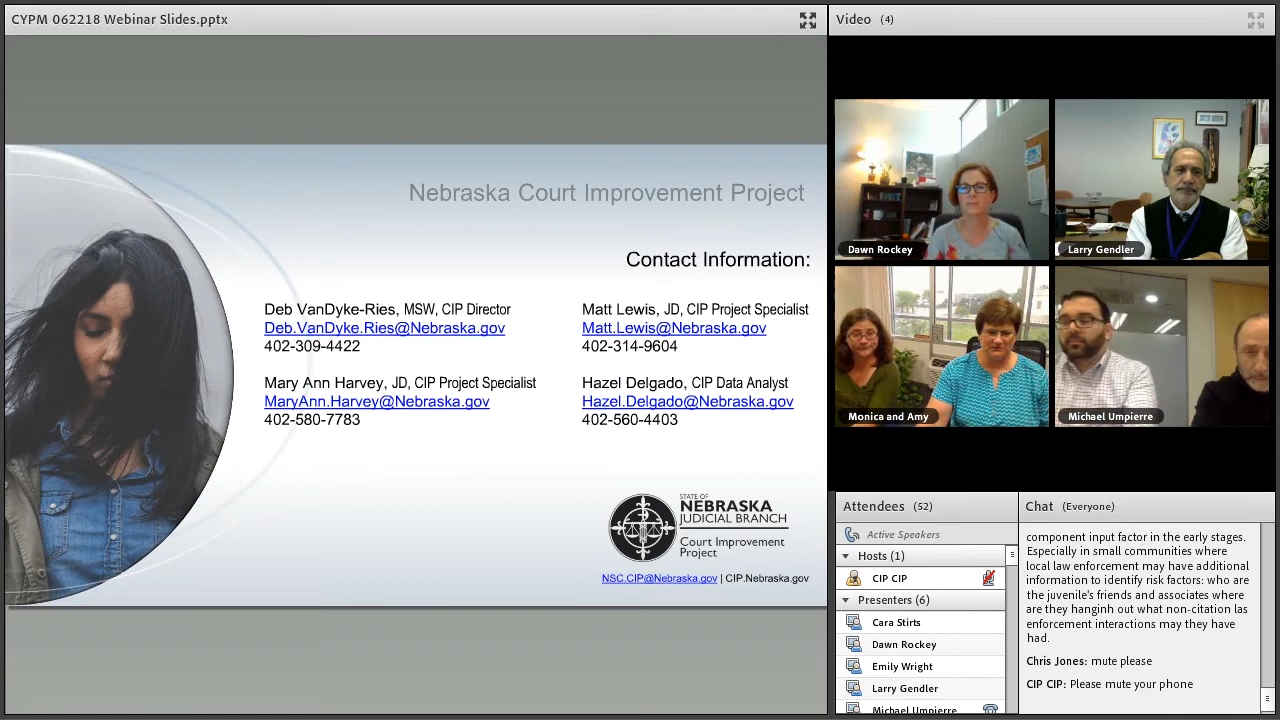 CYPM 062218 Webinar Slides.pptx
Nebraska Court Improvement Project
Contact Information:
Deb VanDyke-Ries, MSW, CIP Director
Deb.VanDyke.Ries@Nebraska.gov
402-309-4422
Matt Lewis, JD, CIP Project Specialist
Matt.Lewis@Nebraska.gov
402-314-9604
Mary Ann Harvey, JD, CIP Project Specialist
MaryAnn.Harvey@Nebraska.gov
402-580-7783
Hazel Delgado, CIP Data Analyst
Hazel.Delgado@Nebraska.gov
402-560-4403
STATE OF
NEBRASKA
JUDICIAL BRANCH
Court Improvement
Project
NSC.CIP@Nebraska.gov | CIP.Nebraska.gov
Video (4)
Dawn Rockey
Larry Gendler
Monica and Amy
Michael Umpierre
Attendees (52)
Active Speakers
Hosts (1)
CIP CIP
Presenters (6)
Cara Stirts
Dawn Rockey
Emily Wright
Larry Gendler
Michael Umpierre
Chat (Everyone)
component input factor in the early stages.
Especially in small communities where
local law enforcement may have additional
information to identify risk factors: who are
the juvenile's friends and associates where
are they hanginh out what non-citation las
enforcement interactions may they have
had.
Chris Jones: mute please
CIP CIP: Please mute your phone